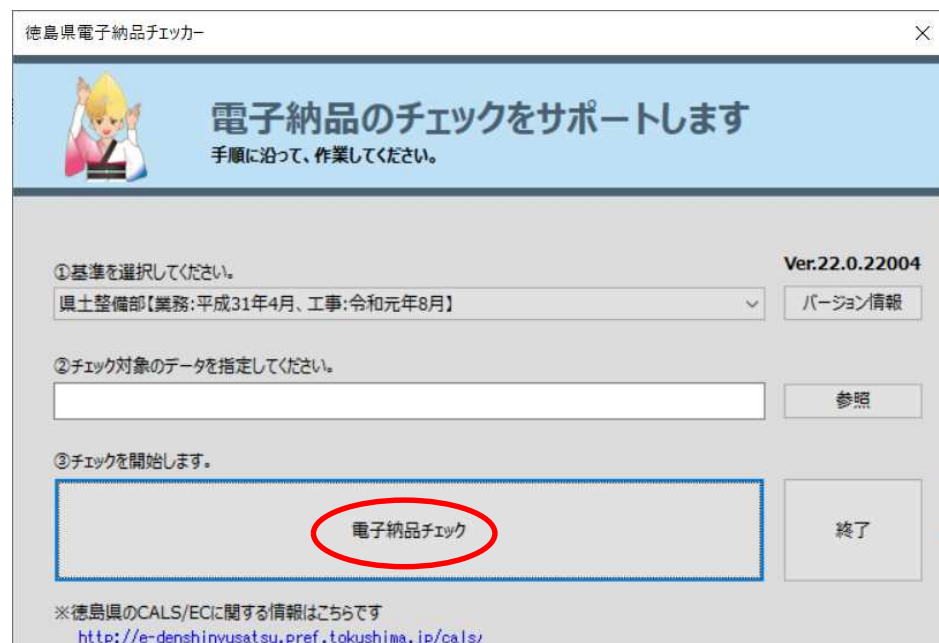 徳島県電子納品チェッカー
電子納品のチェックをサポートします
手順に沿って、作業してください。
①基準を選択してください。
Ver.22.0.22004
県土整備部【業務:平成31年4月、工事:令和元年8月】
バージョン情報
②チェック対象のデータを指定してください。
参照
③チェックを開始します。
電子納品チェック
終了
※徳島県のCALS/ECに関する情報はこちらです
http://e-denshinyusatsu.pref.tokushima.jp/cals/